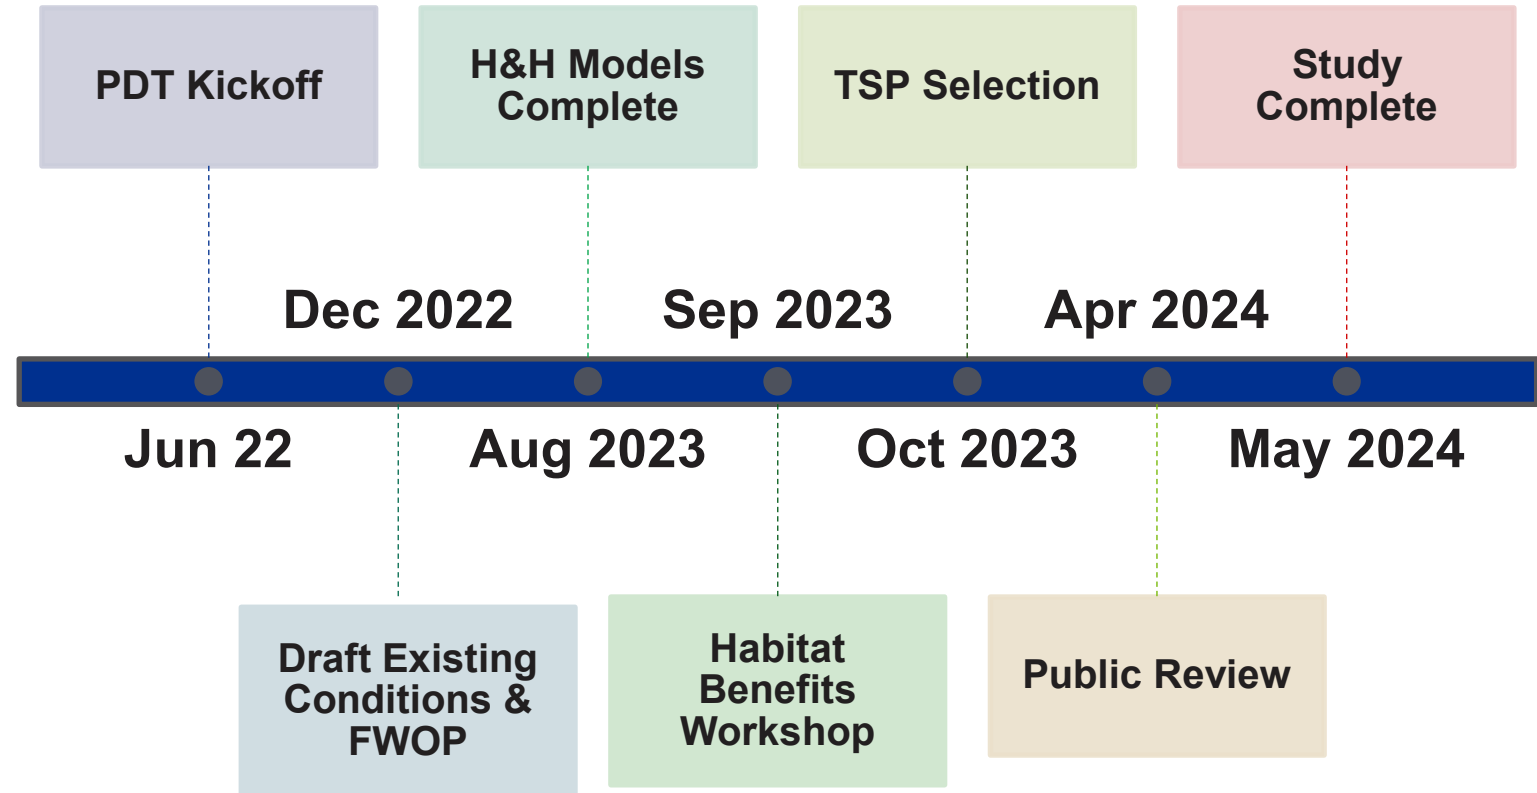 PDT Kickoff
H&H Models
Complete
TSP Selection
Study
Complete
Dec 2022
Sep 2023
Apr 2024
Jun 22
Aug 2023
Oct 2023
May 2024
Draft Existing
Conditions &
FWOP
Habitat
Benefits
Workshop
Public Review